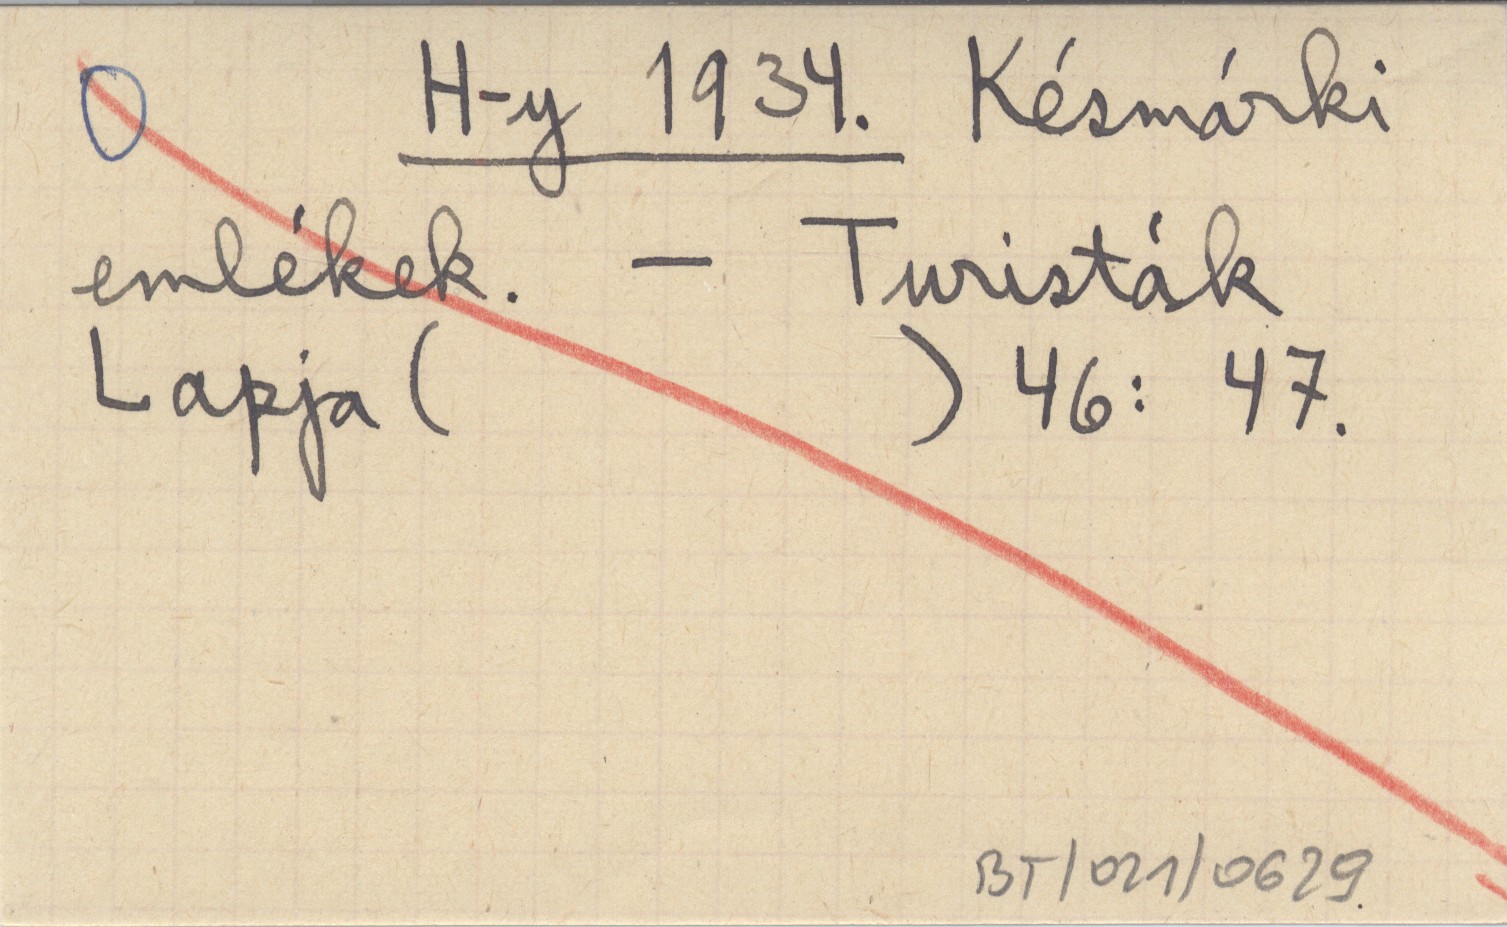 H-y 1934. Késmárki
emlékek. — Turisták
Lapja (                    ) 46: 47.
BT/021/0629.